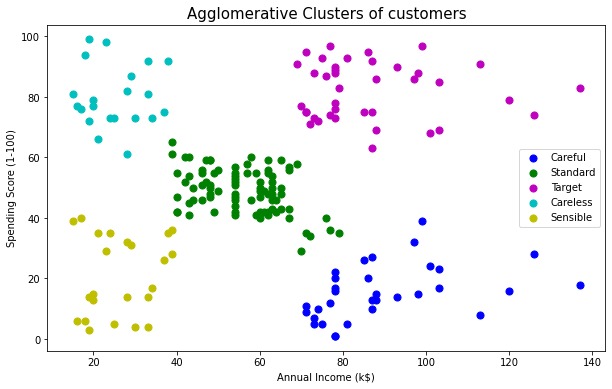 Agglomerative Clusters of customers
100
80
60
40
20
0
Spending Score (1-100)
Careful
Standard
Target
Careless
Sensible
20 40 60 80 100 120 140
Annual Income (k$)